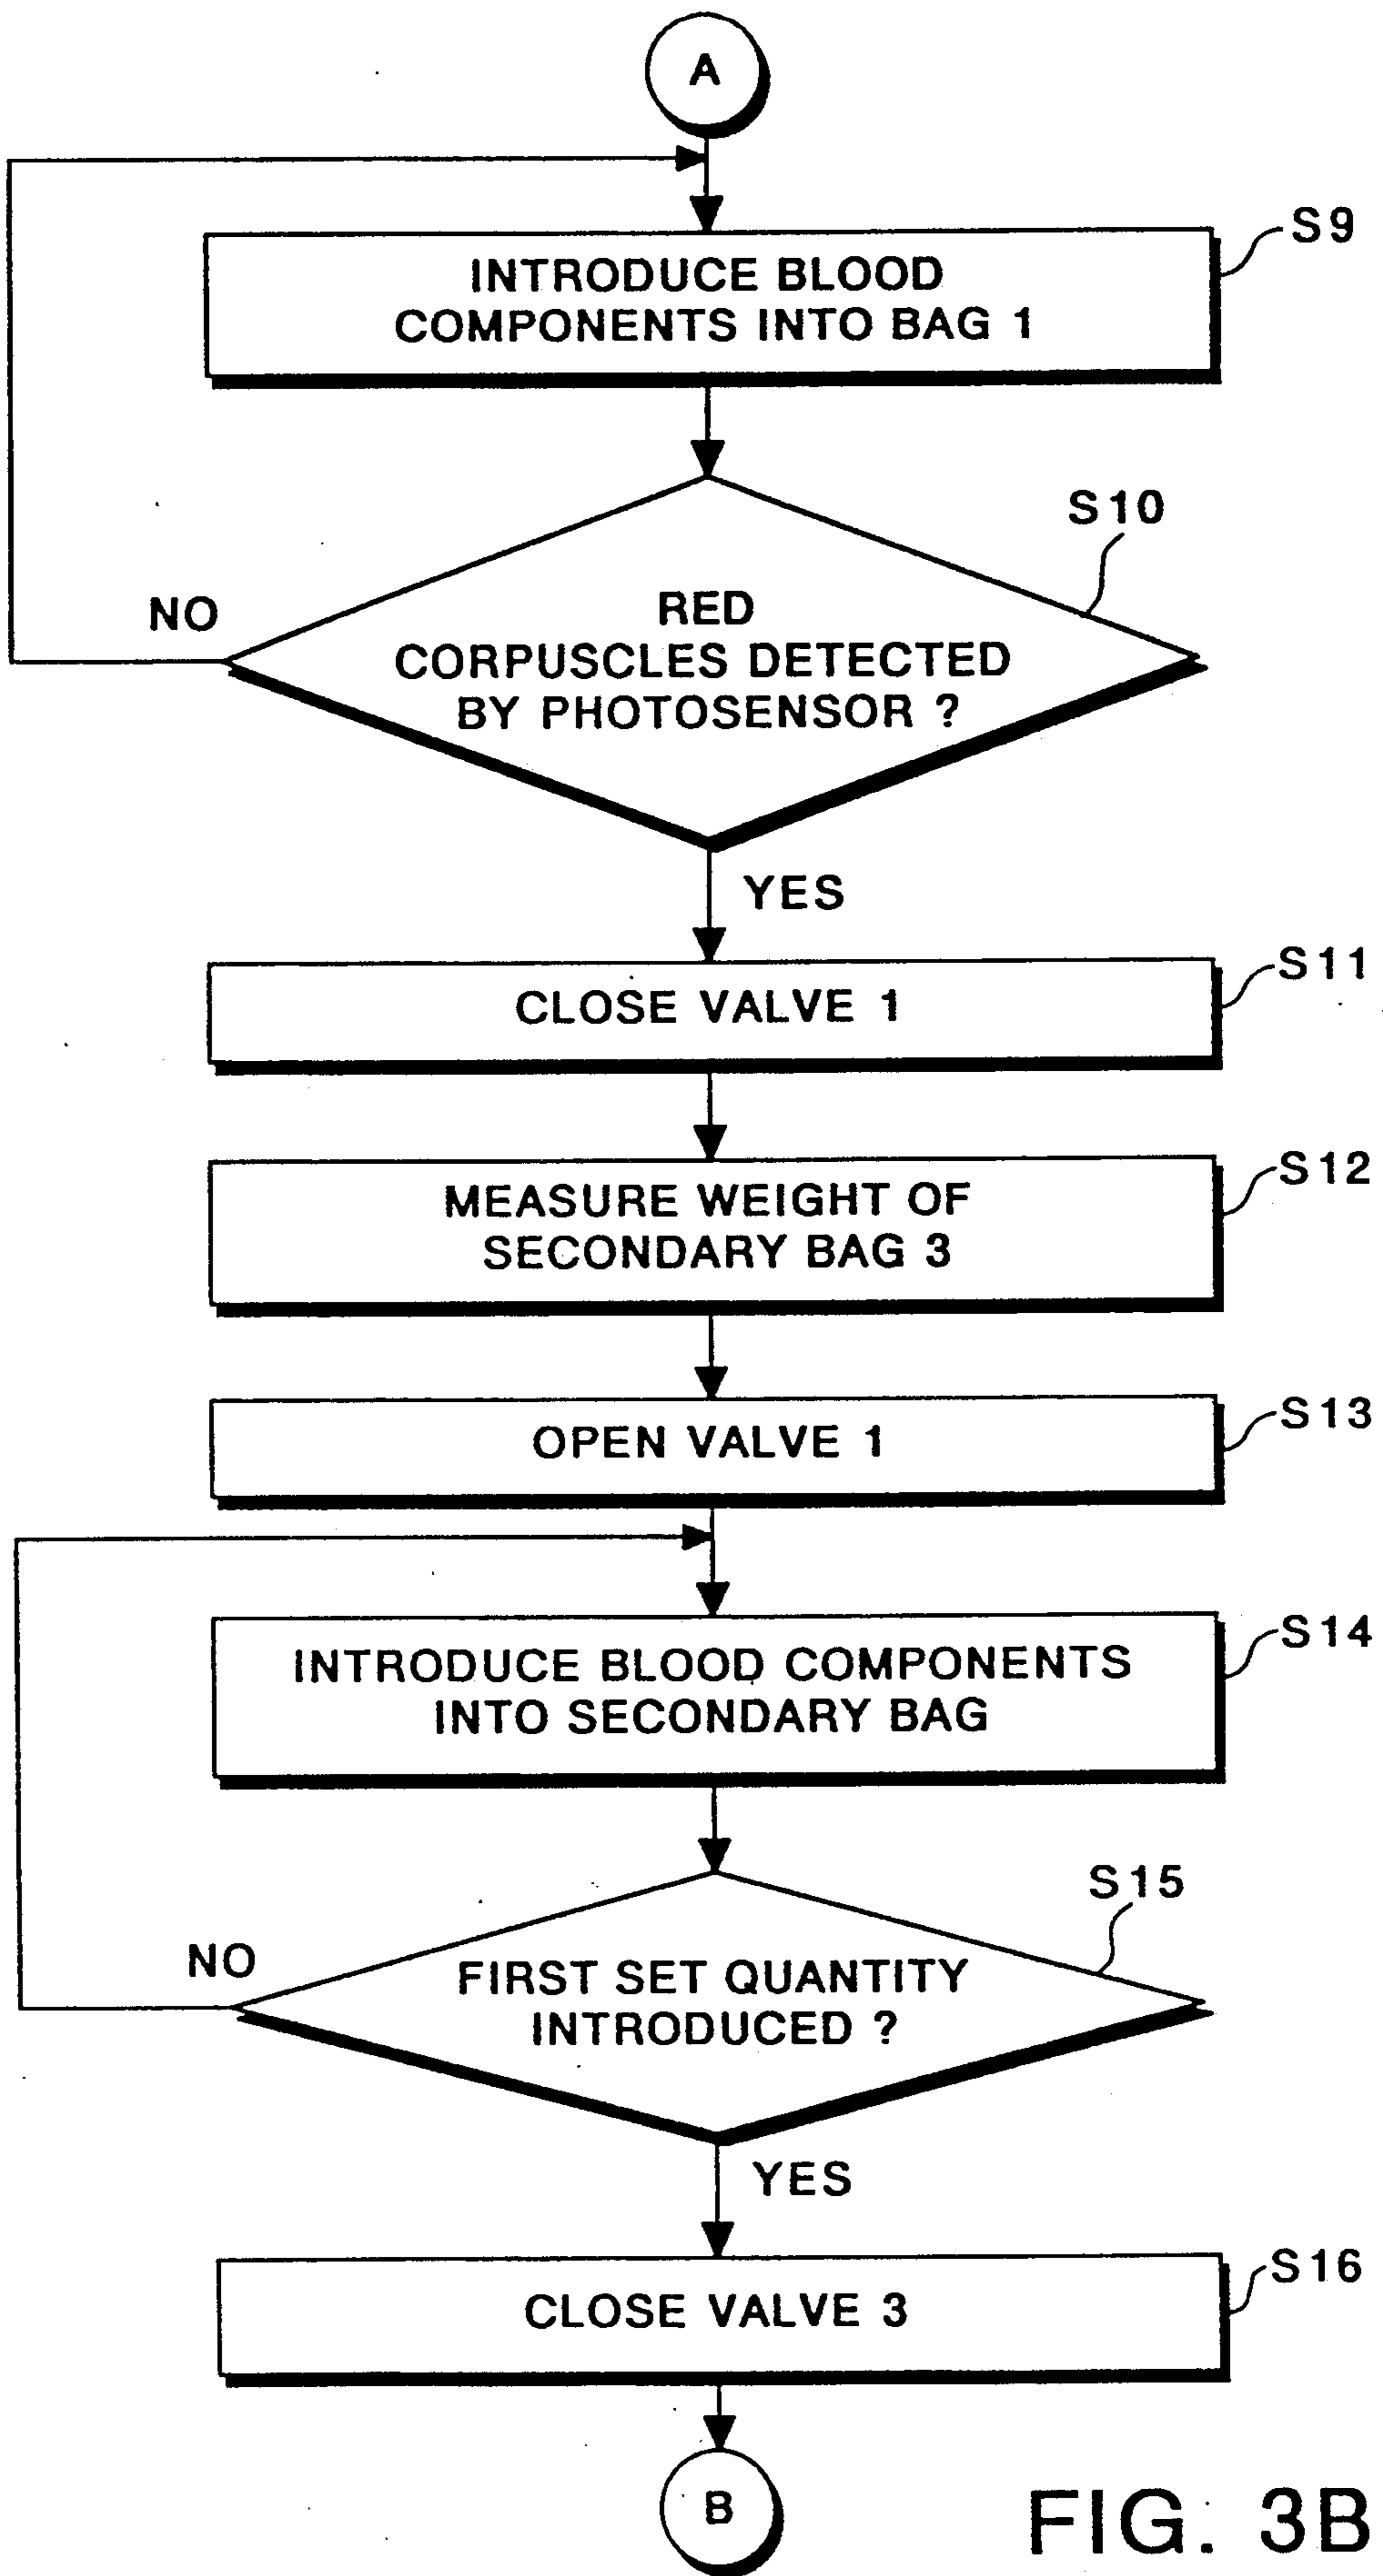 A
S9
INTRODUCE BLOOD
COMPONENTS INTO BAG 1
S10
NO
RED
CORPUSCLES DETECTED
BY PHOTOSENSOR ?
YES
S11
CLOSE VALVE 1
S12
MEASURE WEIGHT OF
SECONDARY BAG 3
S13
OPEN VALVE 1
S14
INTRODUCE BLOOD COMPONENTS
INTO SECONDARY BAG
S15
NO
FIRST SET QUANTITY
INTRODUCED ?
YES
S16
CLOSE VALVE 3
B
FIG. 3B